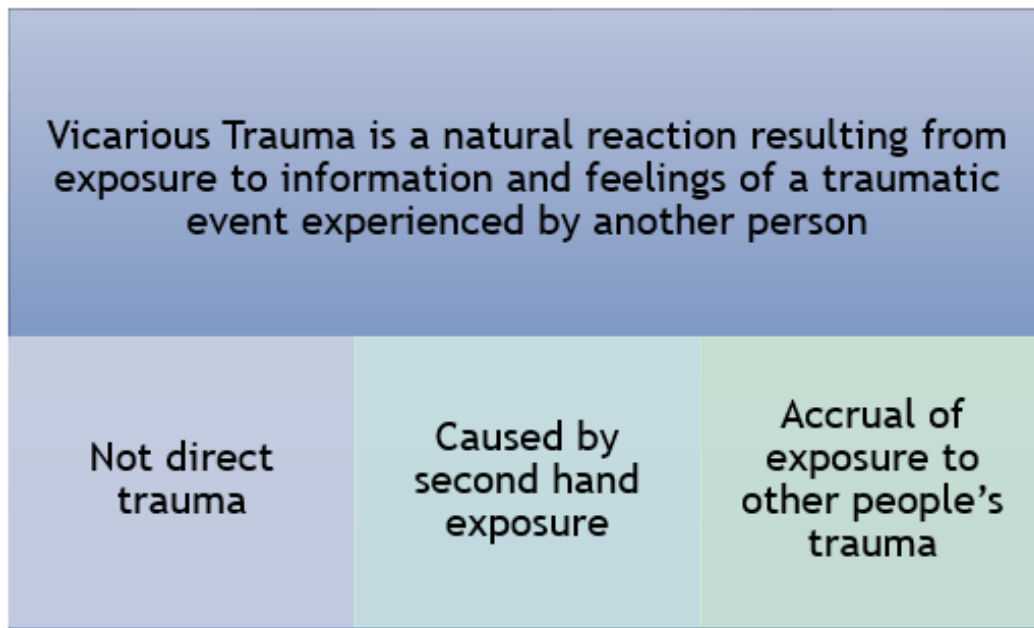 Vicarious Trauma is a natural reaction resulting from
exposure to information and feelings of a traumatic
event experienced by another person
Not direct
trauma
Caused by
second hand
exposure
Accrual of
exposure to
other people’s
trauma